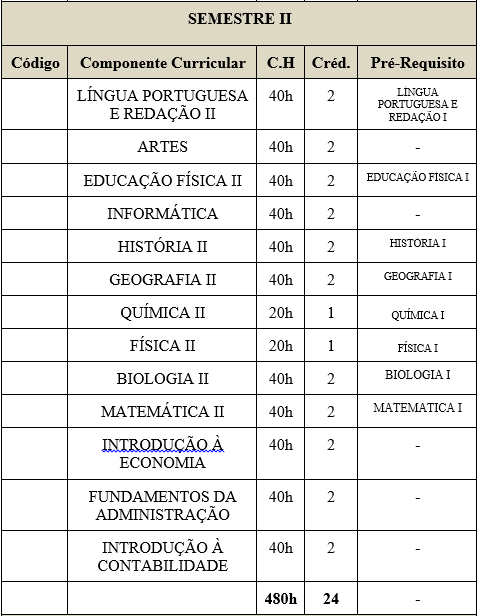 SEMESTRE II
Código Componente Curricular C.H Créd. Pré-Requisito
LÍNGUA PORTUGUESA E REDAÇÃO II 40h 2 LÍNGUA PORTUGUESA E REDAÇÃO I
ARTES 40h 2 -
EDUCAÇÃO FÍSICA II 40h 2 EDUCAÇÃO FÍSICA I
INFORMÁTICA 40h 2 -
HISTÓRIA II 40h 2 HISTÓRIA I
GEOGRAFIA II 40h 2 GEOGRAFIA I
QUÍMICA II 20h 1 QUÍMICA I
FÍSICA II 20h 1 FÍSICA I
BIOLOGIA II 40h 2 BIOLOGIA I
MATEMÁTICA II 40h 2 MATEMATICA I
INTRODUÇÃO À ECONOMIA 40h 2 -
FUNDAMENTOS DA ADMINISTRAÇÃO 40h 2 -
INTRODUÇÃO À CONTABILIDADE 40h 2 -
480h 24 -